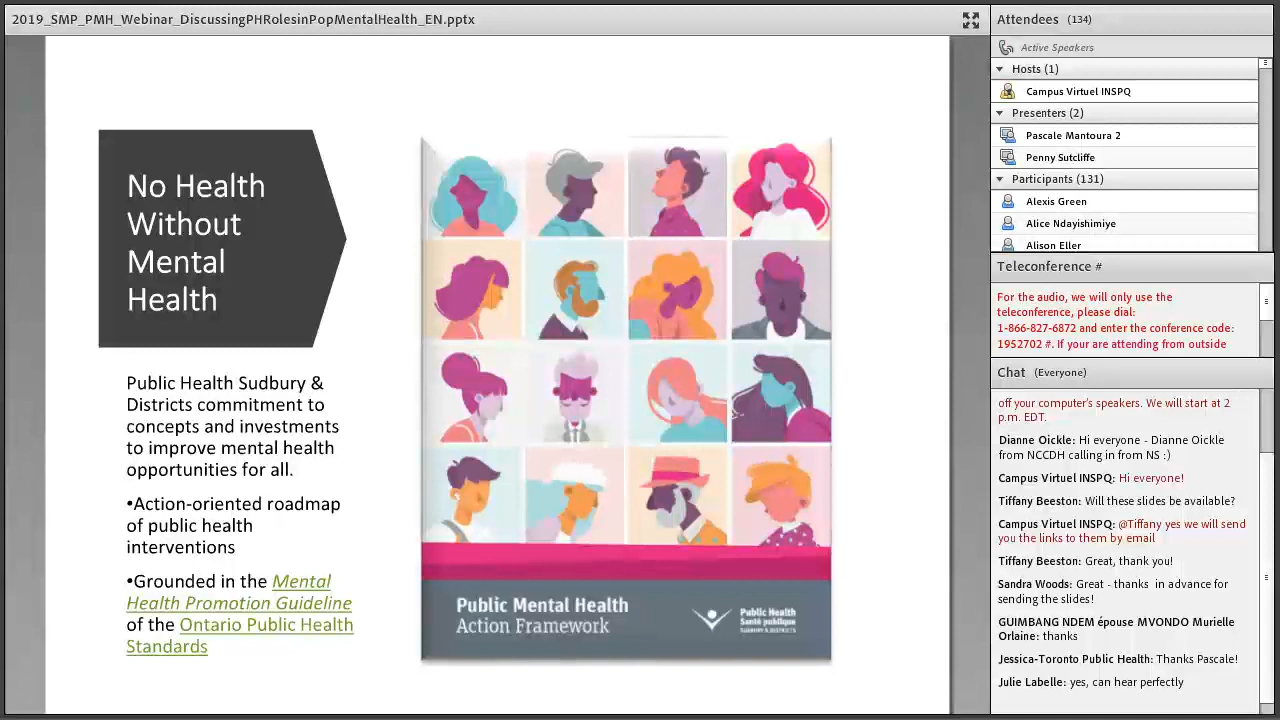 2019_SMP_PMH_Webinar_DiscussingPHRolesinPopMentalHealth_EN.pptx
No Health
Without
Mental
Health
Public Health Sudbury &
Districts commitment to
concepts and investments
to improve mental health
opportunities for all.
•Action-oriented roadmap
of public health
interventions
•Grounded in the Mental
Health Promotion Guideline
of the Ontario Public Health
Standards
Public Mental Health
Action Framework
Public Health
Santé publique
SUDBURY & DISTRICTS
Attendees (134)
Active Speakers
Hosts (1)
Campus Virtuel INSPQ
Presenters (2)
Pascale Mantoura 2
Penny Sutcliffe
Participants (131)
Alexis Green
Alice Ndayishimiye
Alison Eller
Teleconference #
For the audio, we will only use the
teleconference, please dial:
1-866-827-6872 and enter the conference code:
1952702 #. If your are attending from outside
Chat (Everyone)
off your computer's speakers. We will start at 2
p.m. EDT.
Dianne Oickle: Hi everyone - Dianne Oickle
from NCCDH calling in from NS :)
Campus Virtuel INSPQ: Hi everyone!
Tiffany Beeston: Will these slides be available?
Campus Virtuel INSPQ: @Tiffany yes we will send
you the links to them by email
Tiffany Beeston: Great, thank you!
Sandra Woods: Great - thanks in advance for
sending the slides!
GUIMBANG NDEM épouse MVONDO Murielle
Orlaine: thanks
Jessica-Toronto Public Health: Thanks Pascale!
Julie Labelle: yes, can hear perfectly